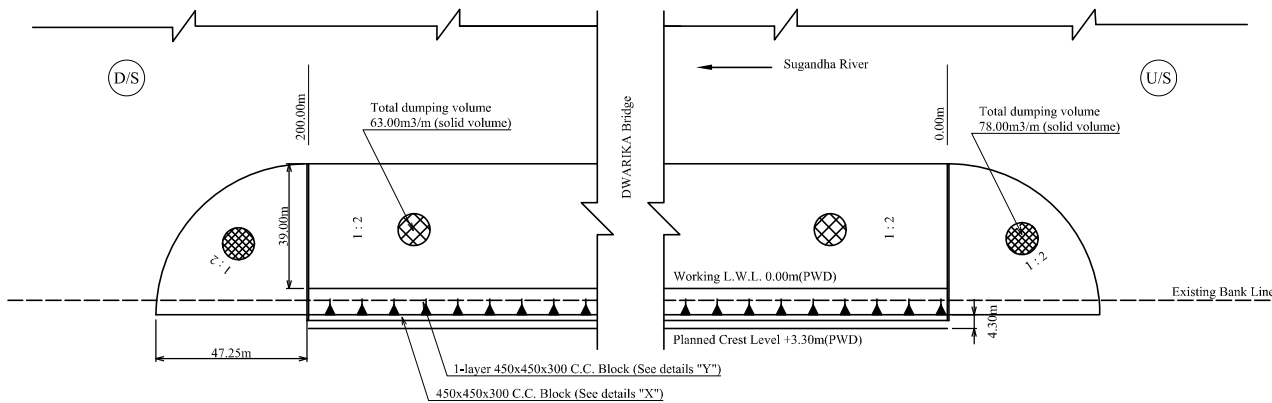 Sugandha River
D/S
U/S
Total dumping volume
63.00m3/m (solid volume)
200.00m
0.00m
Total dumping volume
78.00m3/m (solid volume)
DWARIKA Bridge
39.00m
1 : 2
1 : 2
1 : 2
1 : 2
Working L.W.L. 0.00m(PWD)
Existing Bank Line
4.30m
Planned Crest Level +3.30m(PWD)
47.25m
1-layer 450x450x300 C.C. Block (See details "Y")
450x450x300 C.C. Block (See details "X")